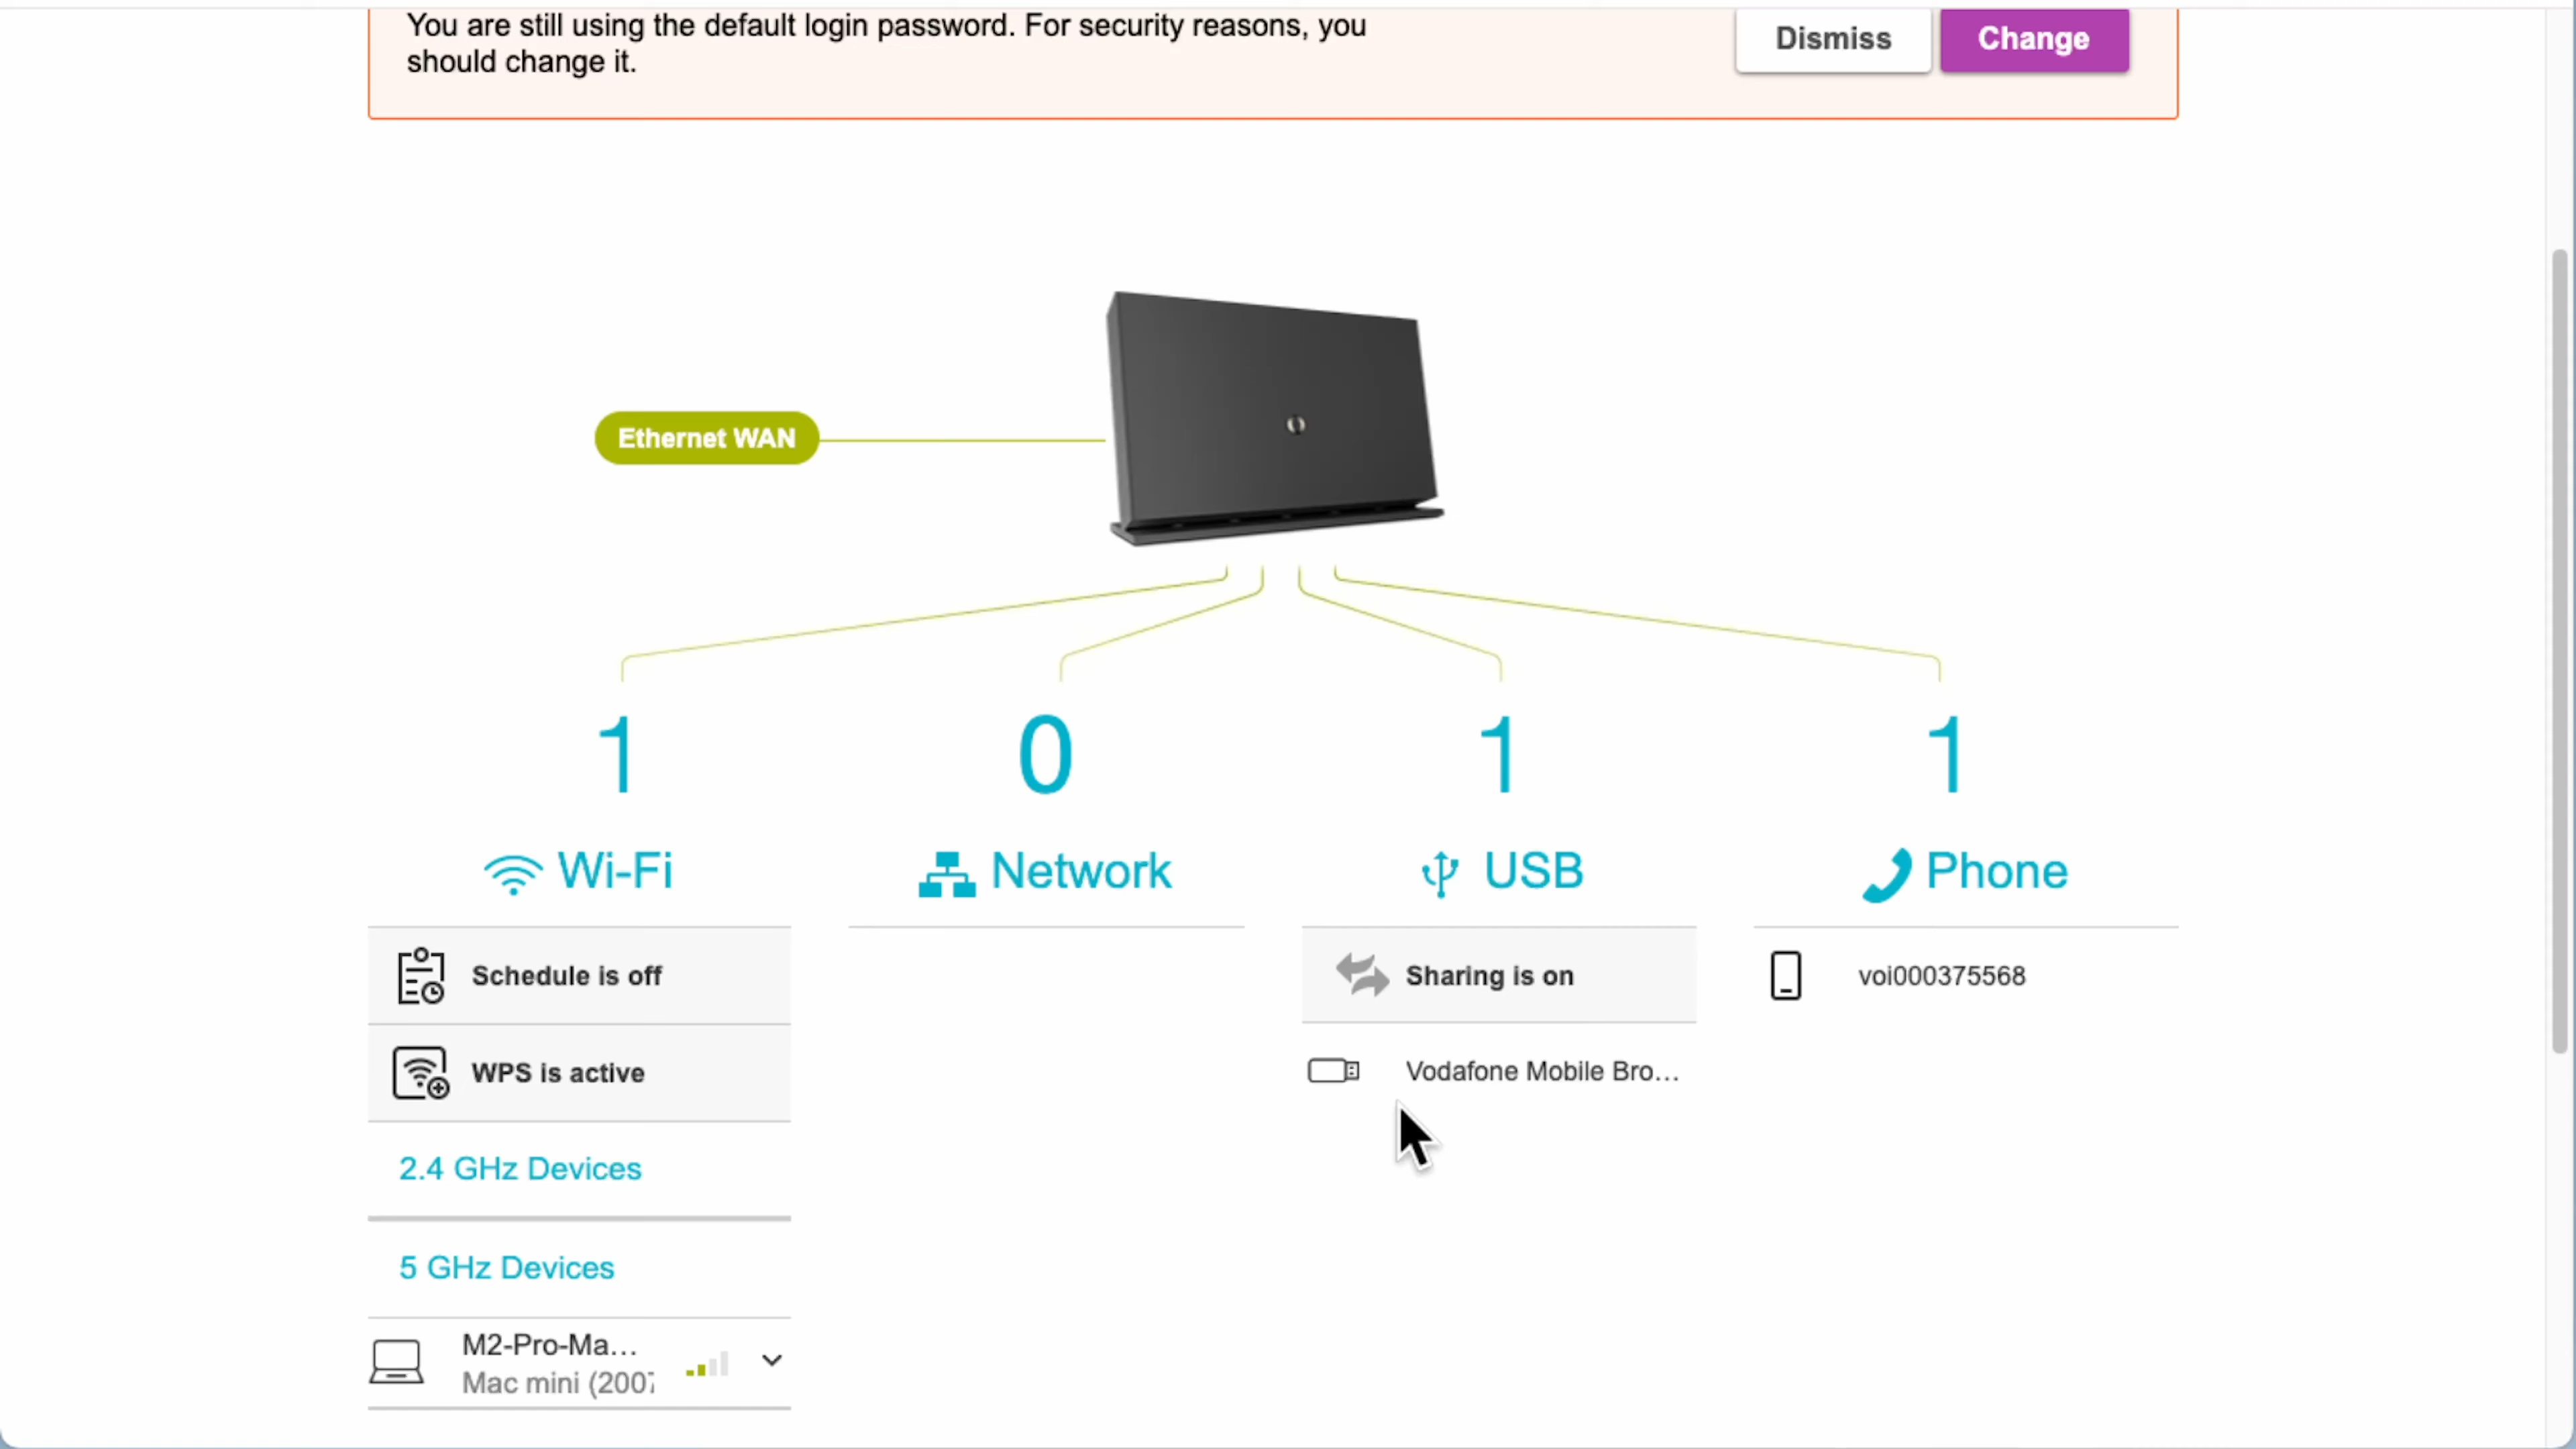 You are still using the default login password. For security reasons, you
should change it.
Dismiss
Change
Ethernet WAN
1
0
1
1
Wi-Fi
Network
USB
Phone
Schedule is off
Sharing is on
voi000375568
WPS is active
Vodafone Mobile Bro...
2.4 GHz Devices
5 GHz Devices
M2-Pro-Ma...
Mac mini (2007